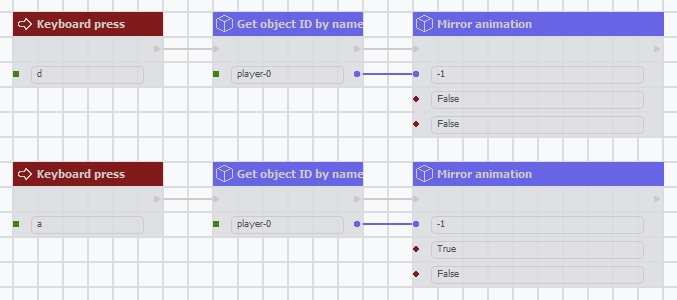 Keyboard press
Get object ID by name
Mirror animation
d
player-0
-1
False
False
Keyboard press
Get object ID by name
Mirror animation
a
player-0
-1
True
False